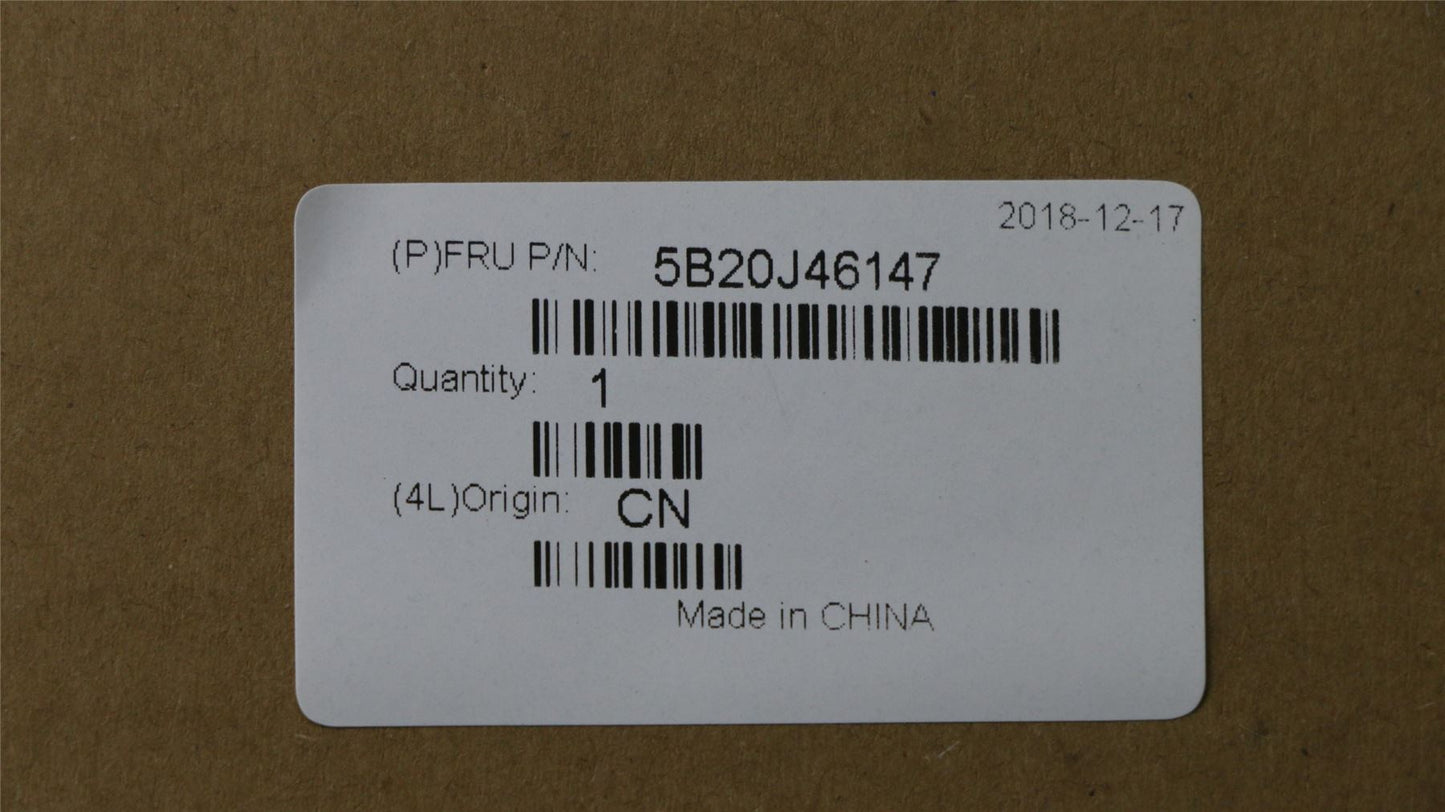 2018-12-17
(P)FRU P/N: 5B20J46147
Quantity: 1
(4L)Origin: CN
Made in CHINA